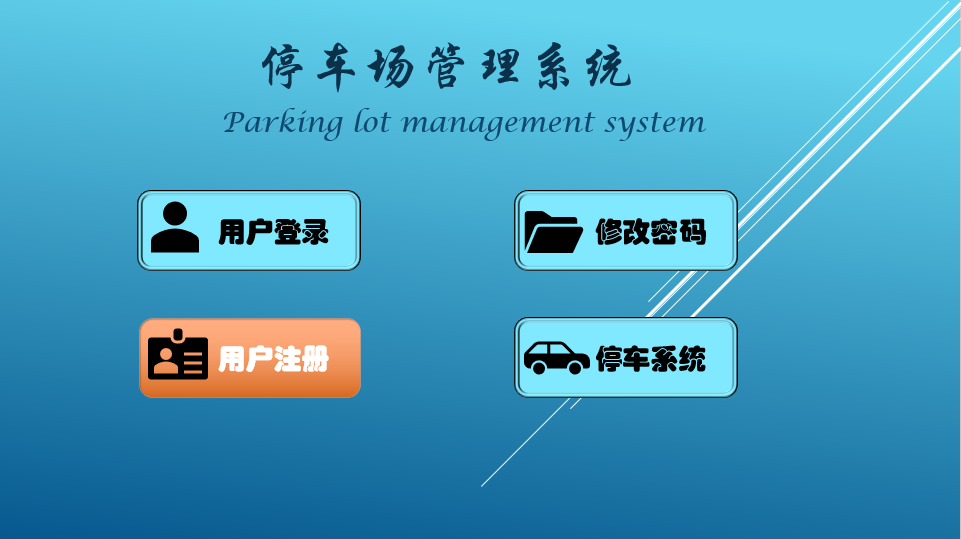 停车场管理系统
Parking lot management system
用户登录
修改密码
用户注册
停车系统